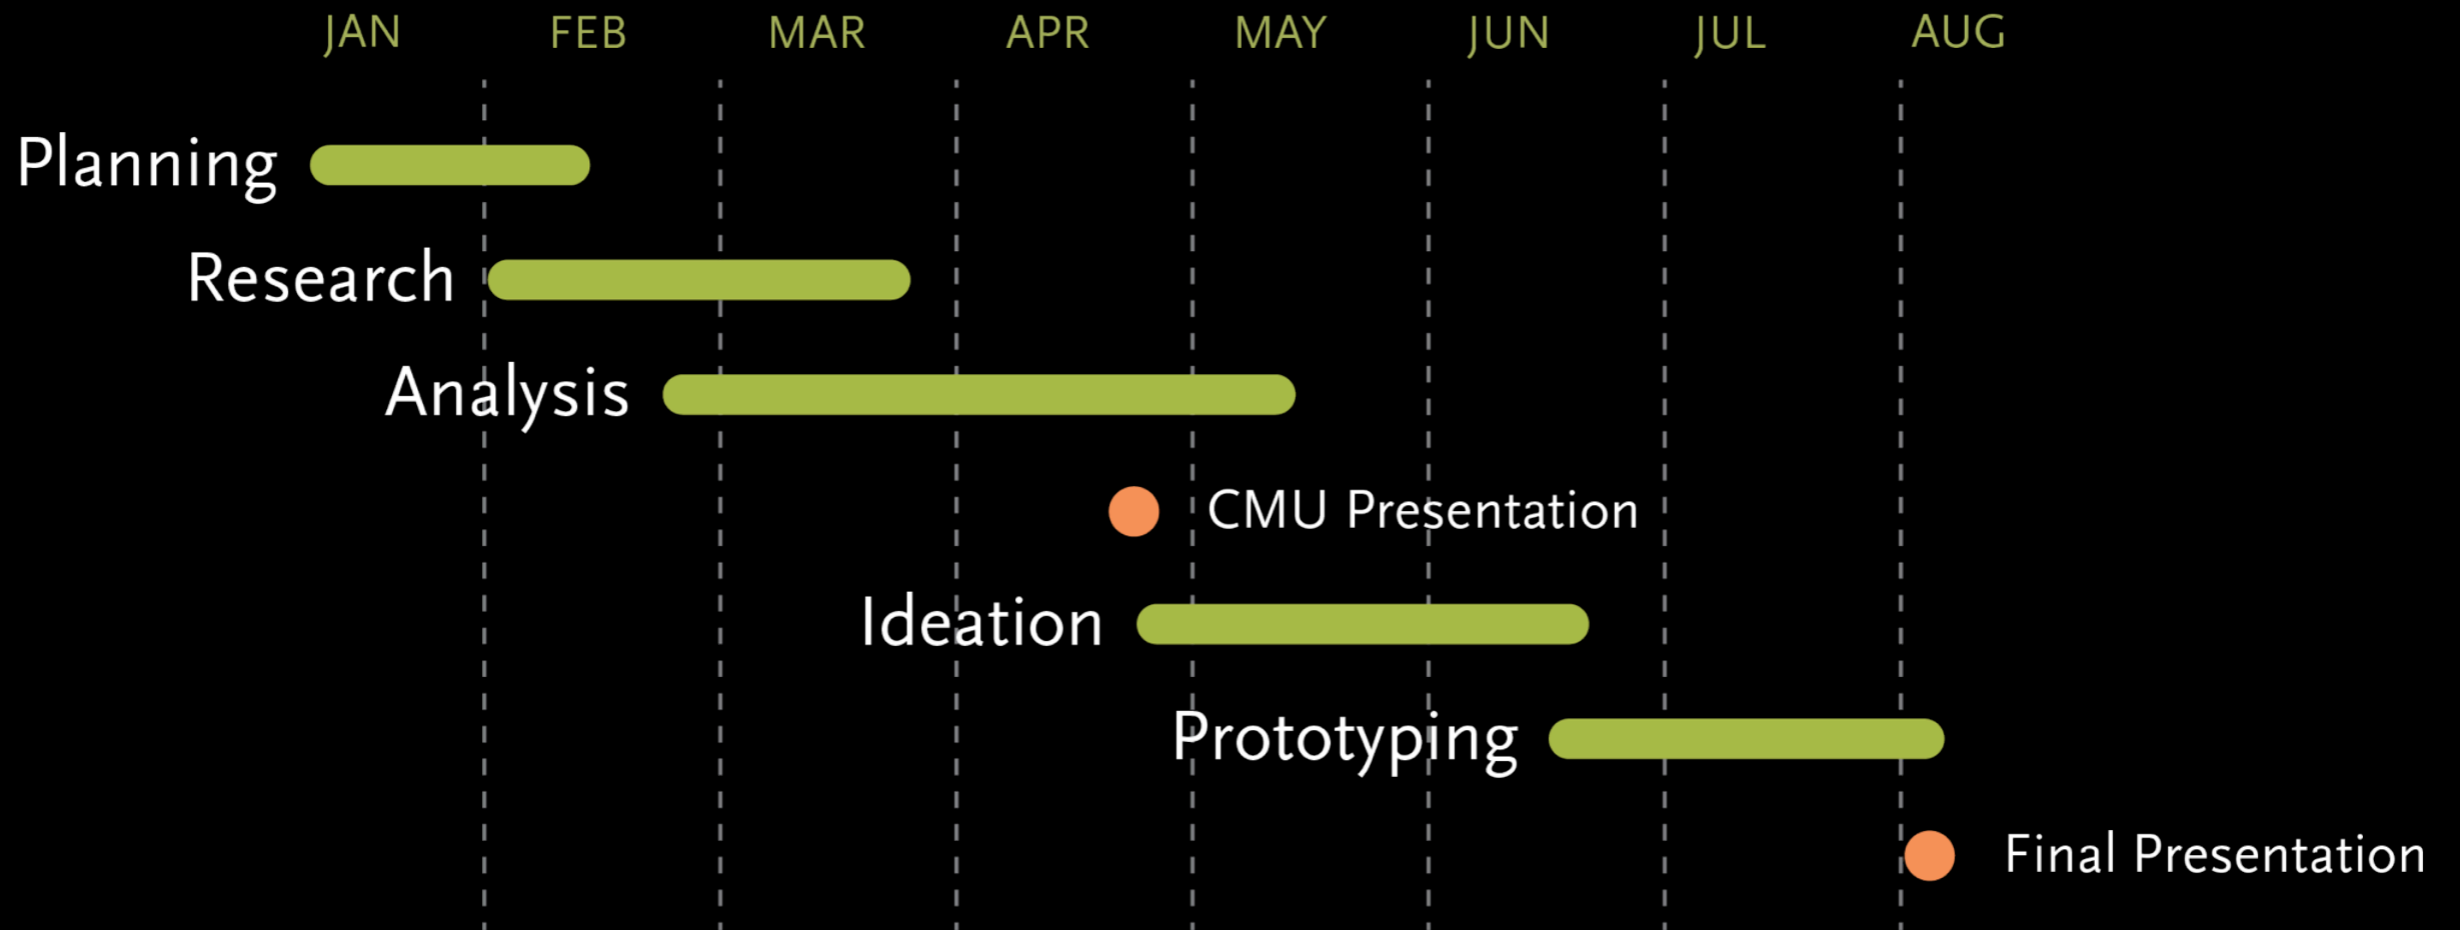 JAN FEB MAR APR MAY JUN JUL AUG
Planning
Research
Analysis
CMU Presentation
Ideation
Prototyping
Final Presentation